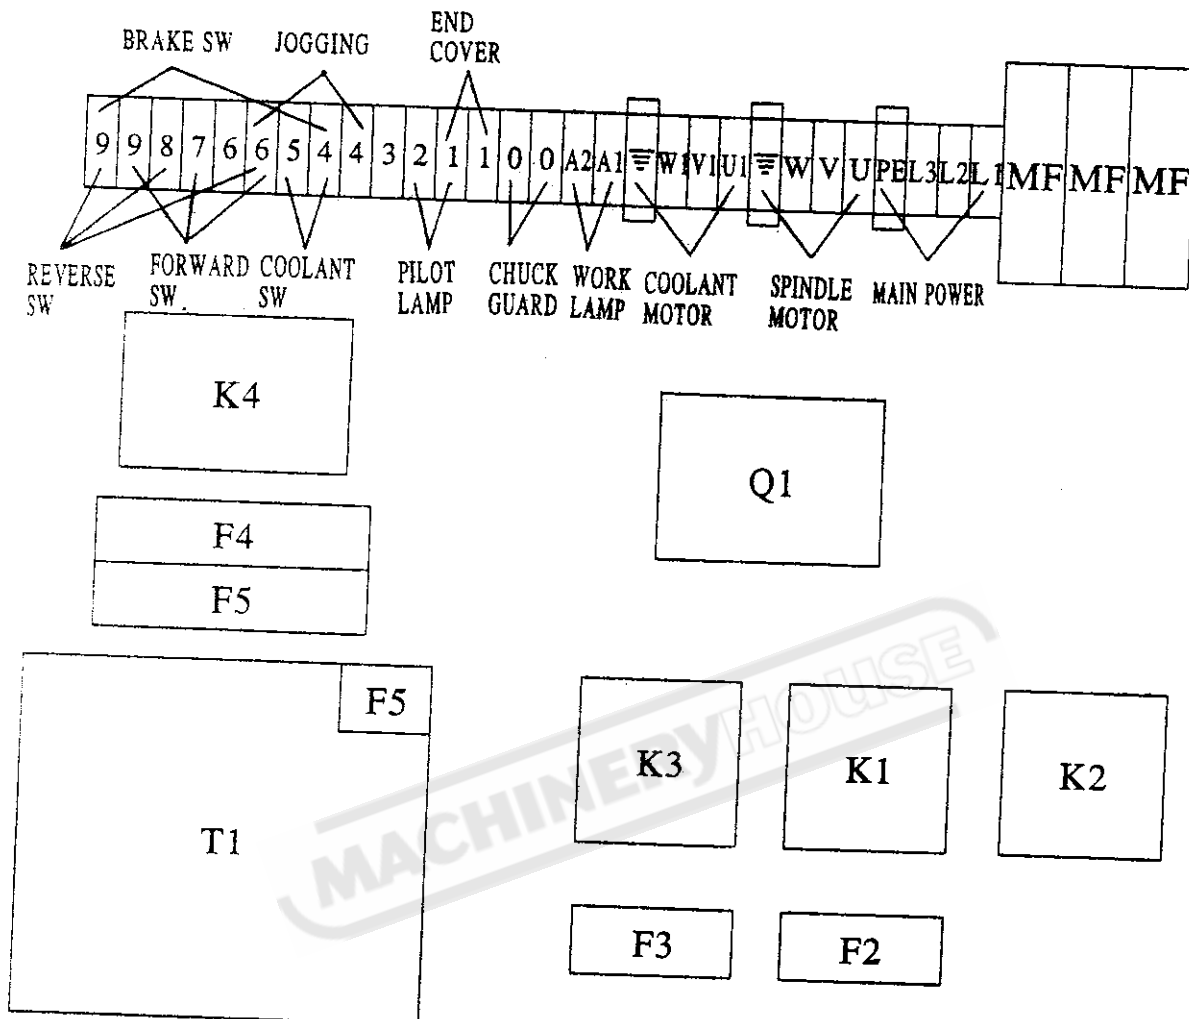 END
COVER
BRAKE SW JOGGING
9 9 8 7 6 6 5 4 4 3 2 1 1 0 0 A2 A1 W1 V1 U1 W V U PE L3 L2 L1 MF MF MF
REVERSE
SW
FORWARD
SW
COOLANT
SW
PILOT
LAMP
CHUCK
GUARD
WORK
LAMP
COOLANT
MOTOR
SPINDLE
MOTOR
MAIN POWER
K4
Q1
F4
F5
F5
T1
K3
K1
K2
F3
F2
MACHINERYHOUSE